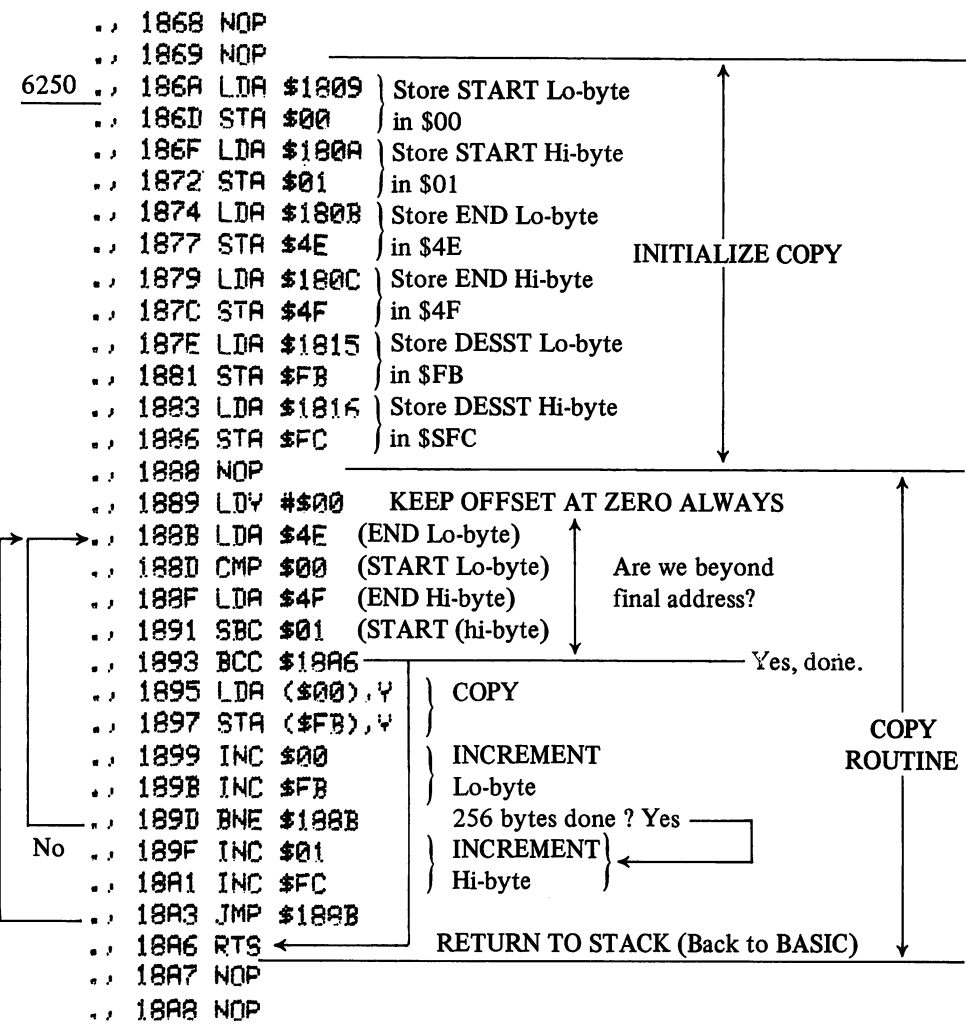 ., 1868 NOP
., 1869 NOP
6250 ., 186A LDA $1809 Store START Lo-byte
., 186D STA $00 in $00
., 186F LDA $180A Store START Hi-byte
., 1872 STA $01 in $01
., 1874 LDA $180B Store END Lo-byte
., 1877 STA $4E in $4E
INITIALIZE COPY
., 1879 LDA $180C Store END Hi-byte
., 187C STA $4F in $4F
., 187E LDA $1815 Store DESST Lo-byte
., 1881 STA $FB in $FB
., 1883 LDA $1816 Store DESST Hi-byte
., 1886 STA $FC in $SFC
., 1888 NOP
., 1889 LDY #$00 KEEP OFFSET AT ZERO ALWAYS
., 188B LDA $4E (END Lo-byte)
., 188D CMP $00 (START Lo-byte) Are we beyond
., 188F LDA $4F (END Hi-byte) final address?
., 1891 SBC $01 (START (hi-byte)
., 1893 BCC $18A6 Yes, done.
., 1895 LDA ($00),Y COPY
., 1897 STA ($FB),Y COPY
., 1899 INC $00 INCREMENT ROUTINE
., 189B INC $FB Lo-byte
., 189D BNE $188B 256 bytes done ? Yes
No ., 189F INC $01 INCREMENT
., 18A1 INC $FC Hi-byte
., 18A3 JMP $188B
., 18A6 RTS RETURN TO STACK (Back to BASIC)
., 18A7 NOP
., 18A8 NOP